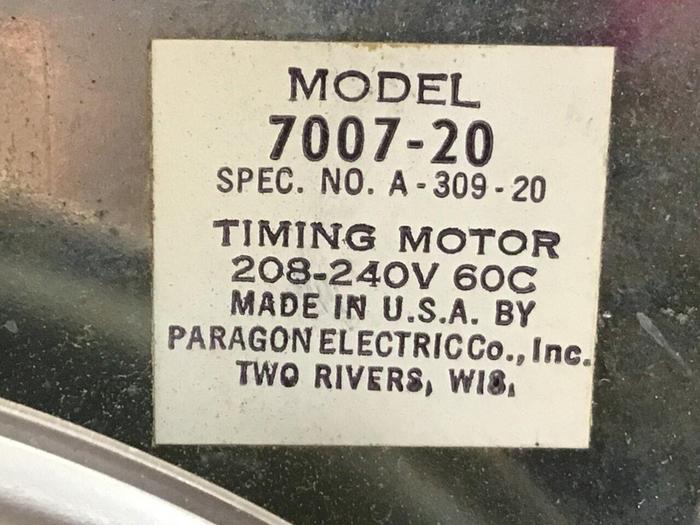 MODEL
7007-20
SPEC. NO. A-309-20
TIMING MOTOR
208-240V 60C
MADE IN U.S.A. BY
PARAGON ELECTRIC Co., Inc.
TWO RIVERS, WIS.